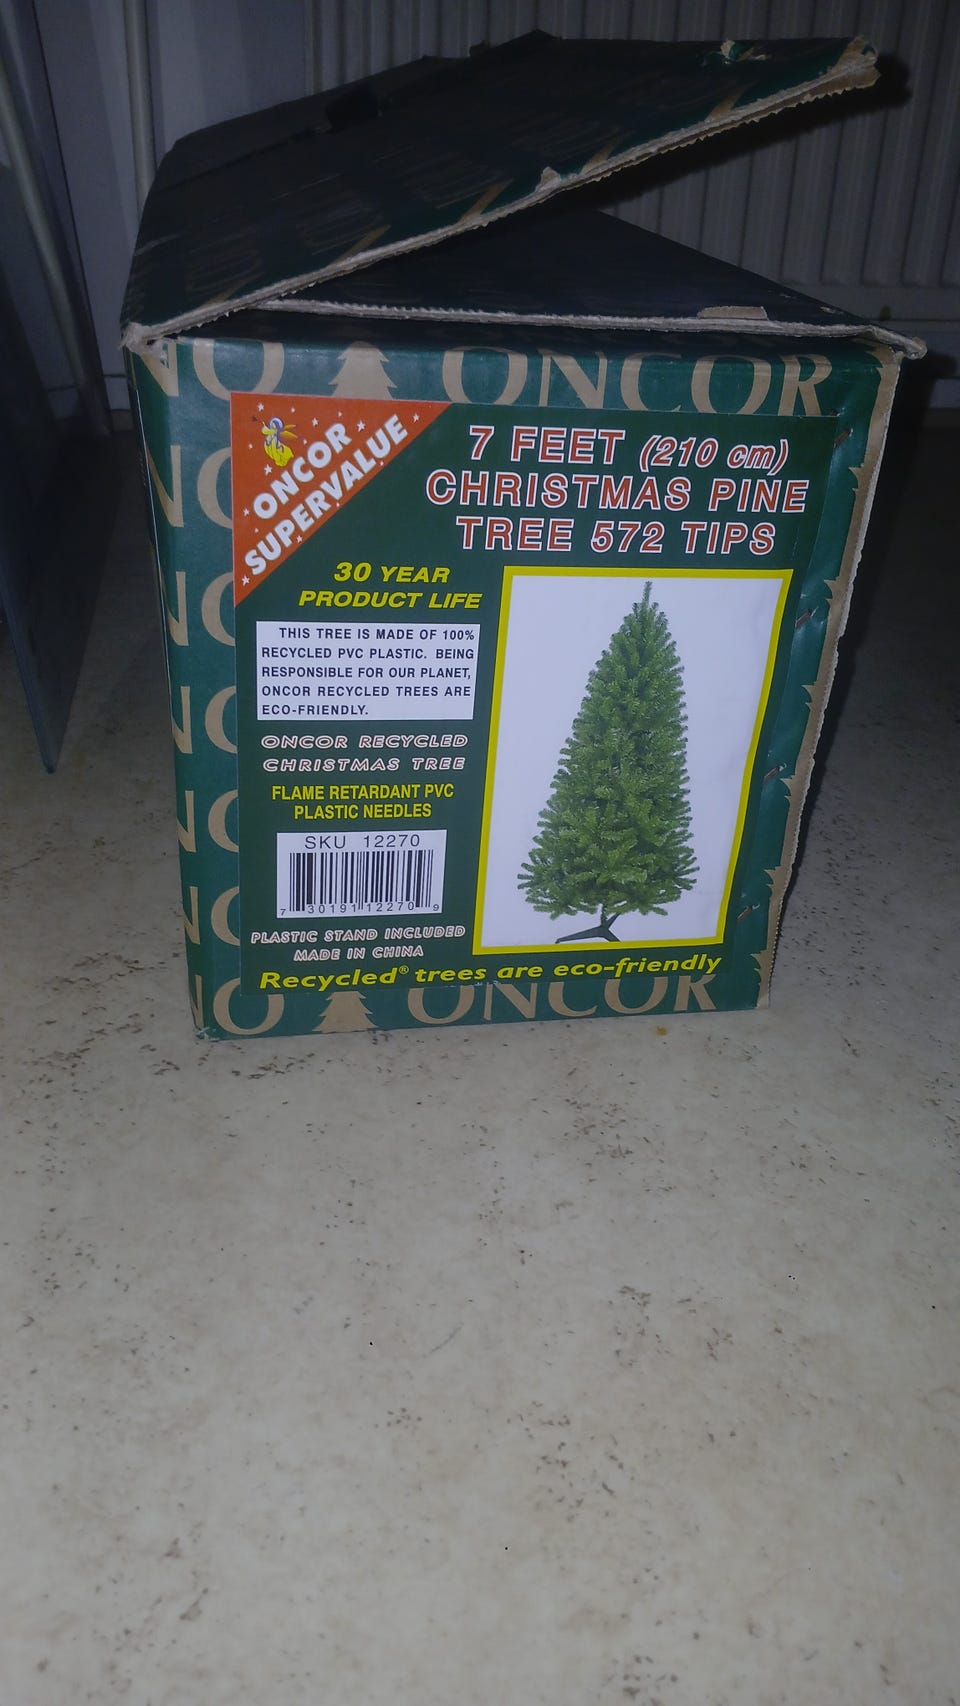 NO ONCOR
ONCOR
SUPERVALUE
7 FEET (210 cm)
CHRISTMAS PINE
TREE 572 TIPS
30 YEAR
PRODUCT LIFE
THIS TREE IS MADE OF 100%
RECYCLED PVC PLASTIC. BEING
RESPONSIBLE FOR OUR PLANET,
ONCOR RECYCLED TREES ARE
ECO-FRIENDLY.
ONCOR RECYCLED
CHRISTMAS TREE
FLAME RETARDANT PVC
PLASTIC NEEDLES
SKU 12270
7 30191 12270 9
PLASTIC STAND INCLUDED
MADE IN CHINA
Recycled® trees are eco-friendly
NO ONCOR